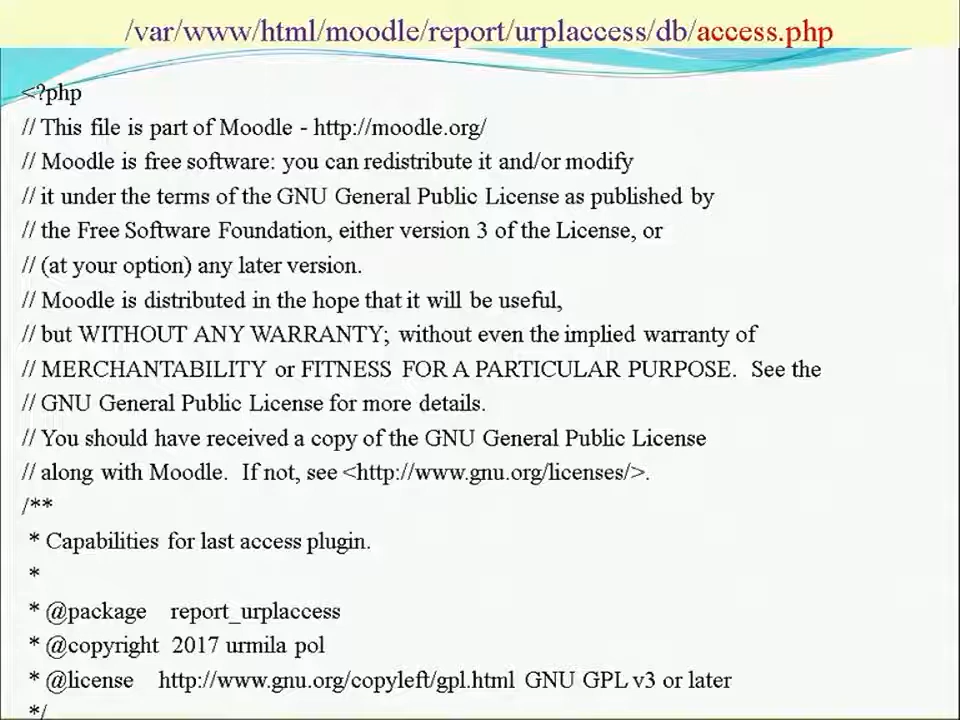 /var/www/html/moodle/report/urplaccess/db/access.php
<?php
// This file is part of Moodle - http://moodle.org/
// Moodle is free software: you can redistribute it and/or modify
// it under the terms of the GNU General Public License as published by
// the Free Software Foundation, either version 3 of the License, or
// (at your option) any later version.
// Moodle is distributed in the hope that it will be useful,
// but WITHOUT ANY WARRANTY; without even the implied warranty of
// MERCHANTABILITY or FITNESS FOR A PARTICULAR PURPOSE.  See the
// GNU General Public License for more details.
// You should have received a copy of the GNU General Public License
// along with Moodle.  If not, see <http://www.gnu.org/licenses/>.
/**
 * Capabilities for last access plugin.
 *
 * @package    report_urplaccess
 * @copyright  2017 urmila pol
 * @license    http://www.gnu.org/copyleft/gpl.html GNU GPL v3 or later
 */